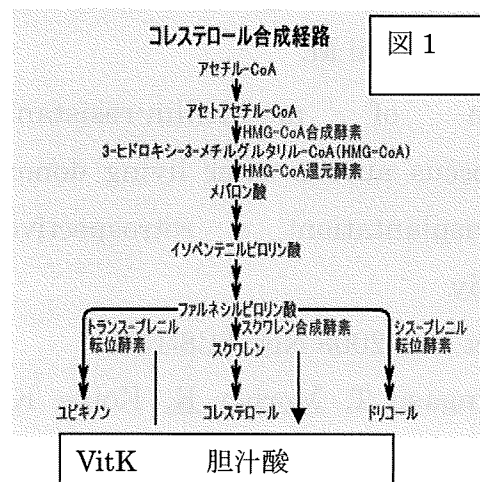 コレステロール合成経路
図1
アセチル-CoA
アセトアセチル-CoA
HMG-CoA合成酵素
3-ヒドロキシ-3-メチルグルタリル-CoA(HMG-CoA)
HMG-CoA還元酵素
メバロン酸
イソペンテニルピロリン酸
ファルネシルピロリン酸
トランス-プレニル
転位酵素
スクワレン合成酵素
シス-プレニル
転位酵素
スクワレン
ユビキノン
コレステロール
ドリコール
VitK 胆汁酸